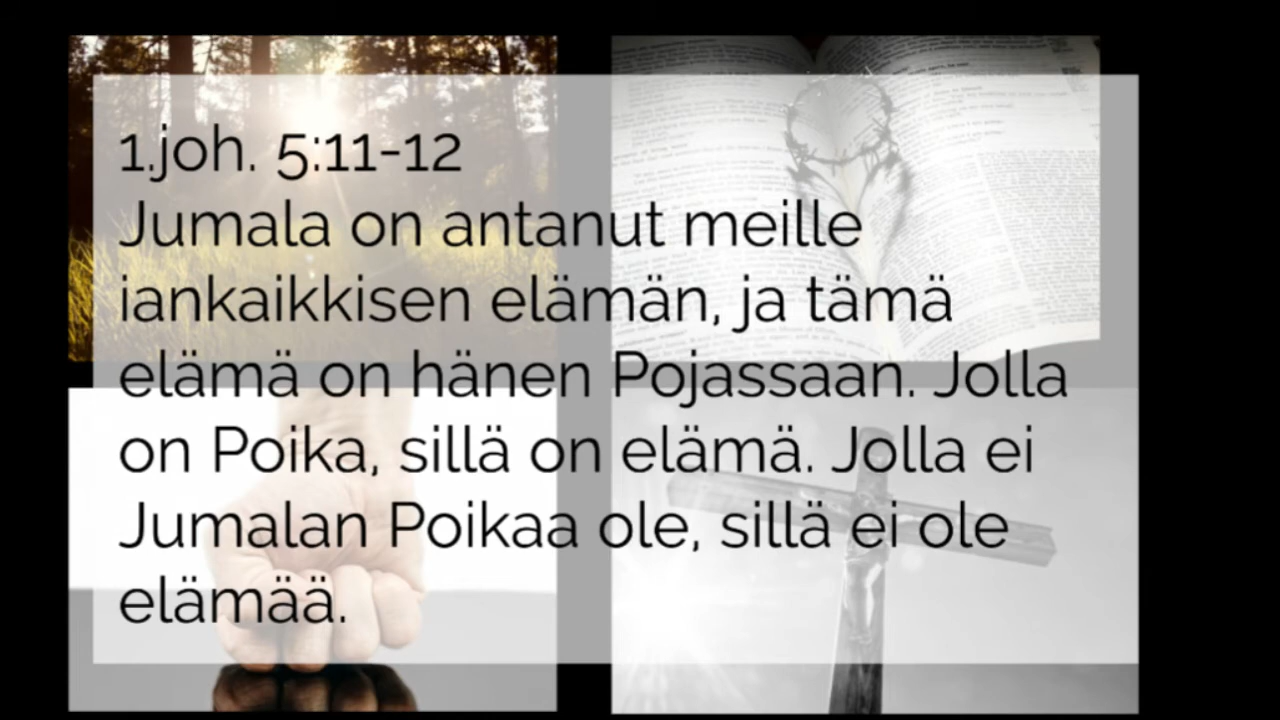 1.joh. 5:11-12
Jumala on antanut meille
iankaikkisen elämän, ja tämä
elämä on hänen Pojassaan. Jolla
on Poika, sillä on elämä. Jolla ei
Jumalan Poikaa ole, sillä ei ole
elämää.